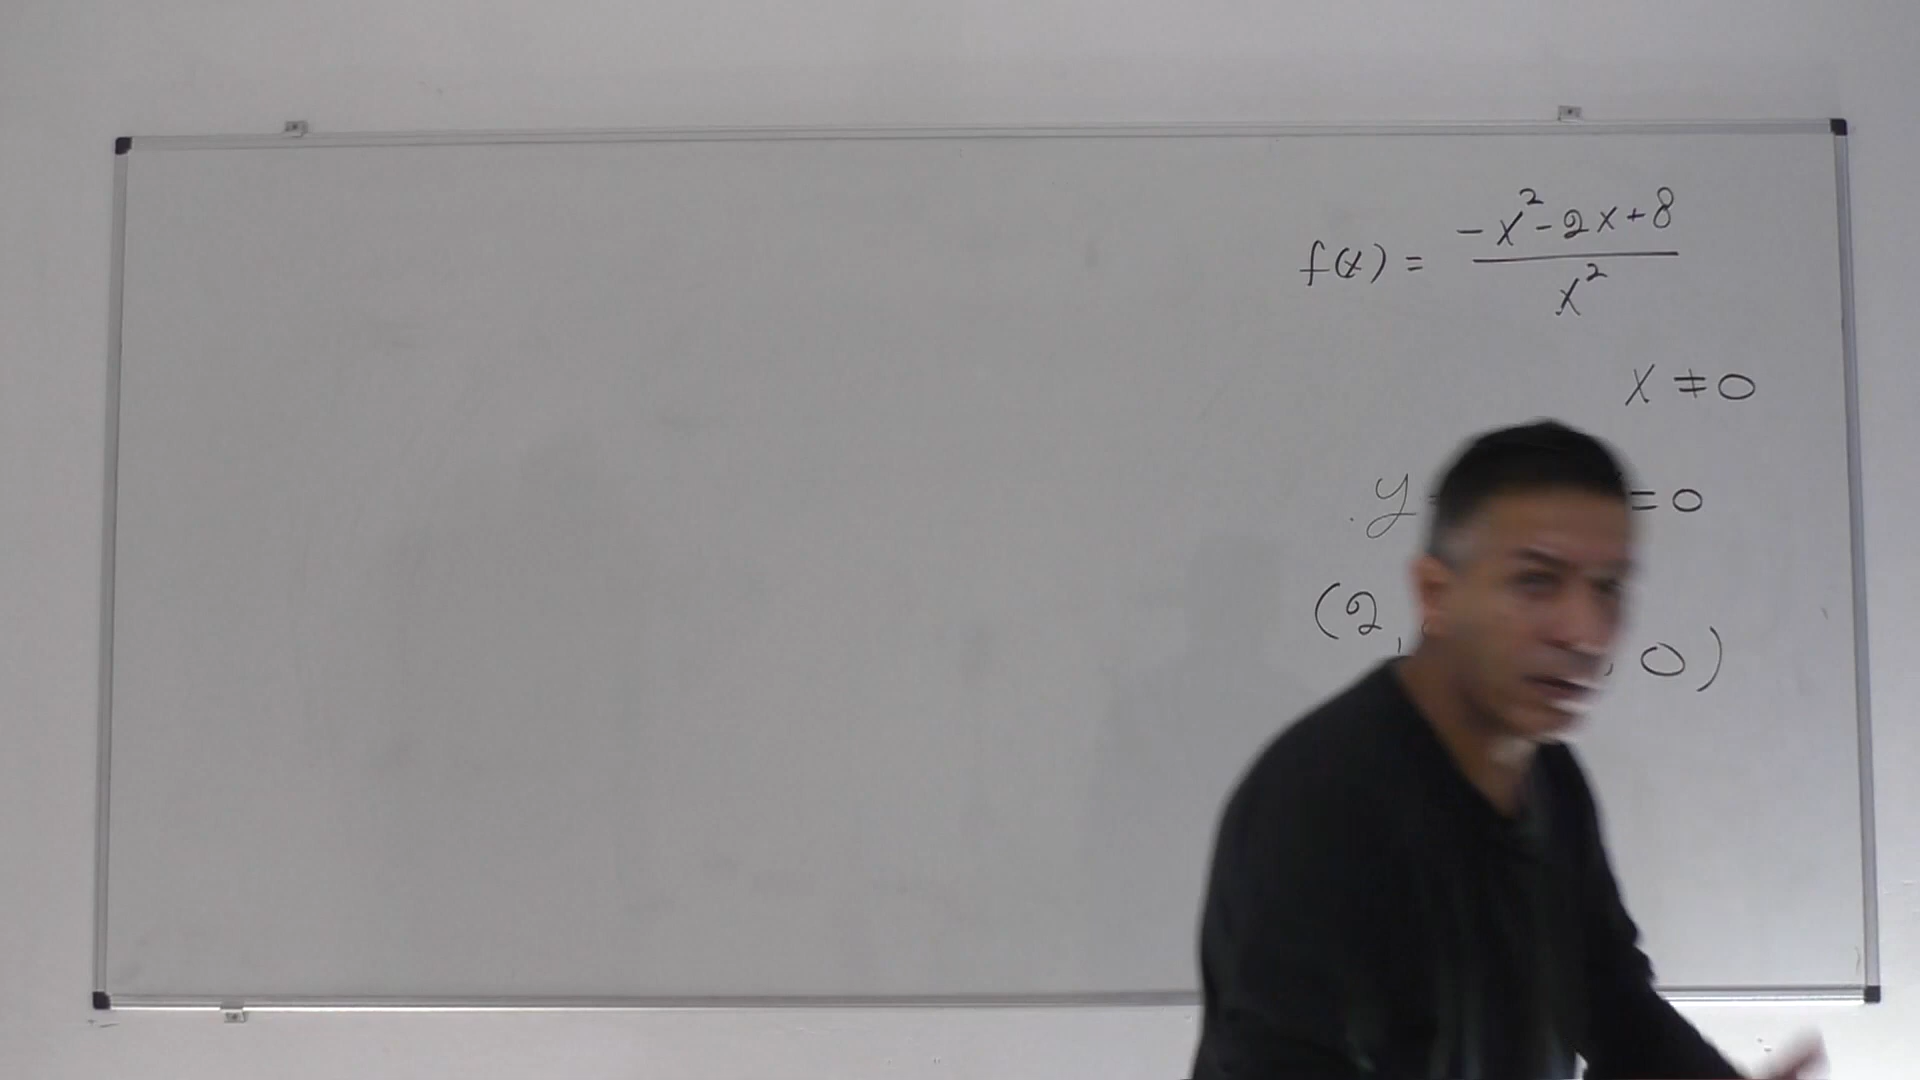 f(x) = (-x²-2x+8)/x²
x ≠ 0
y = 0
(2, , 0)